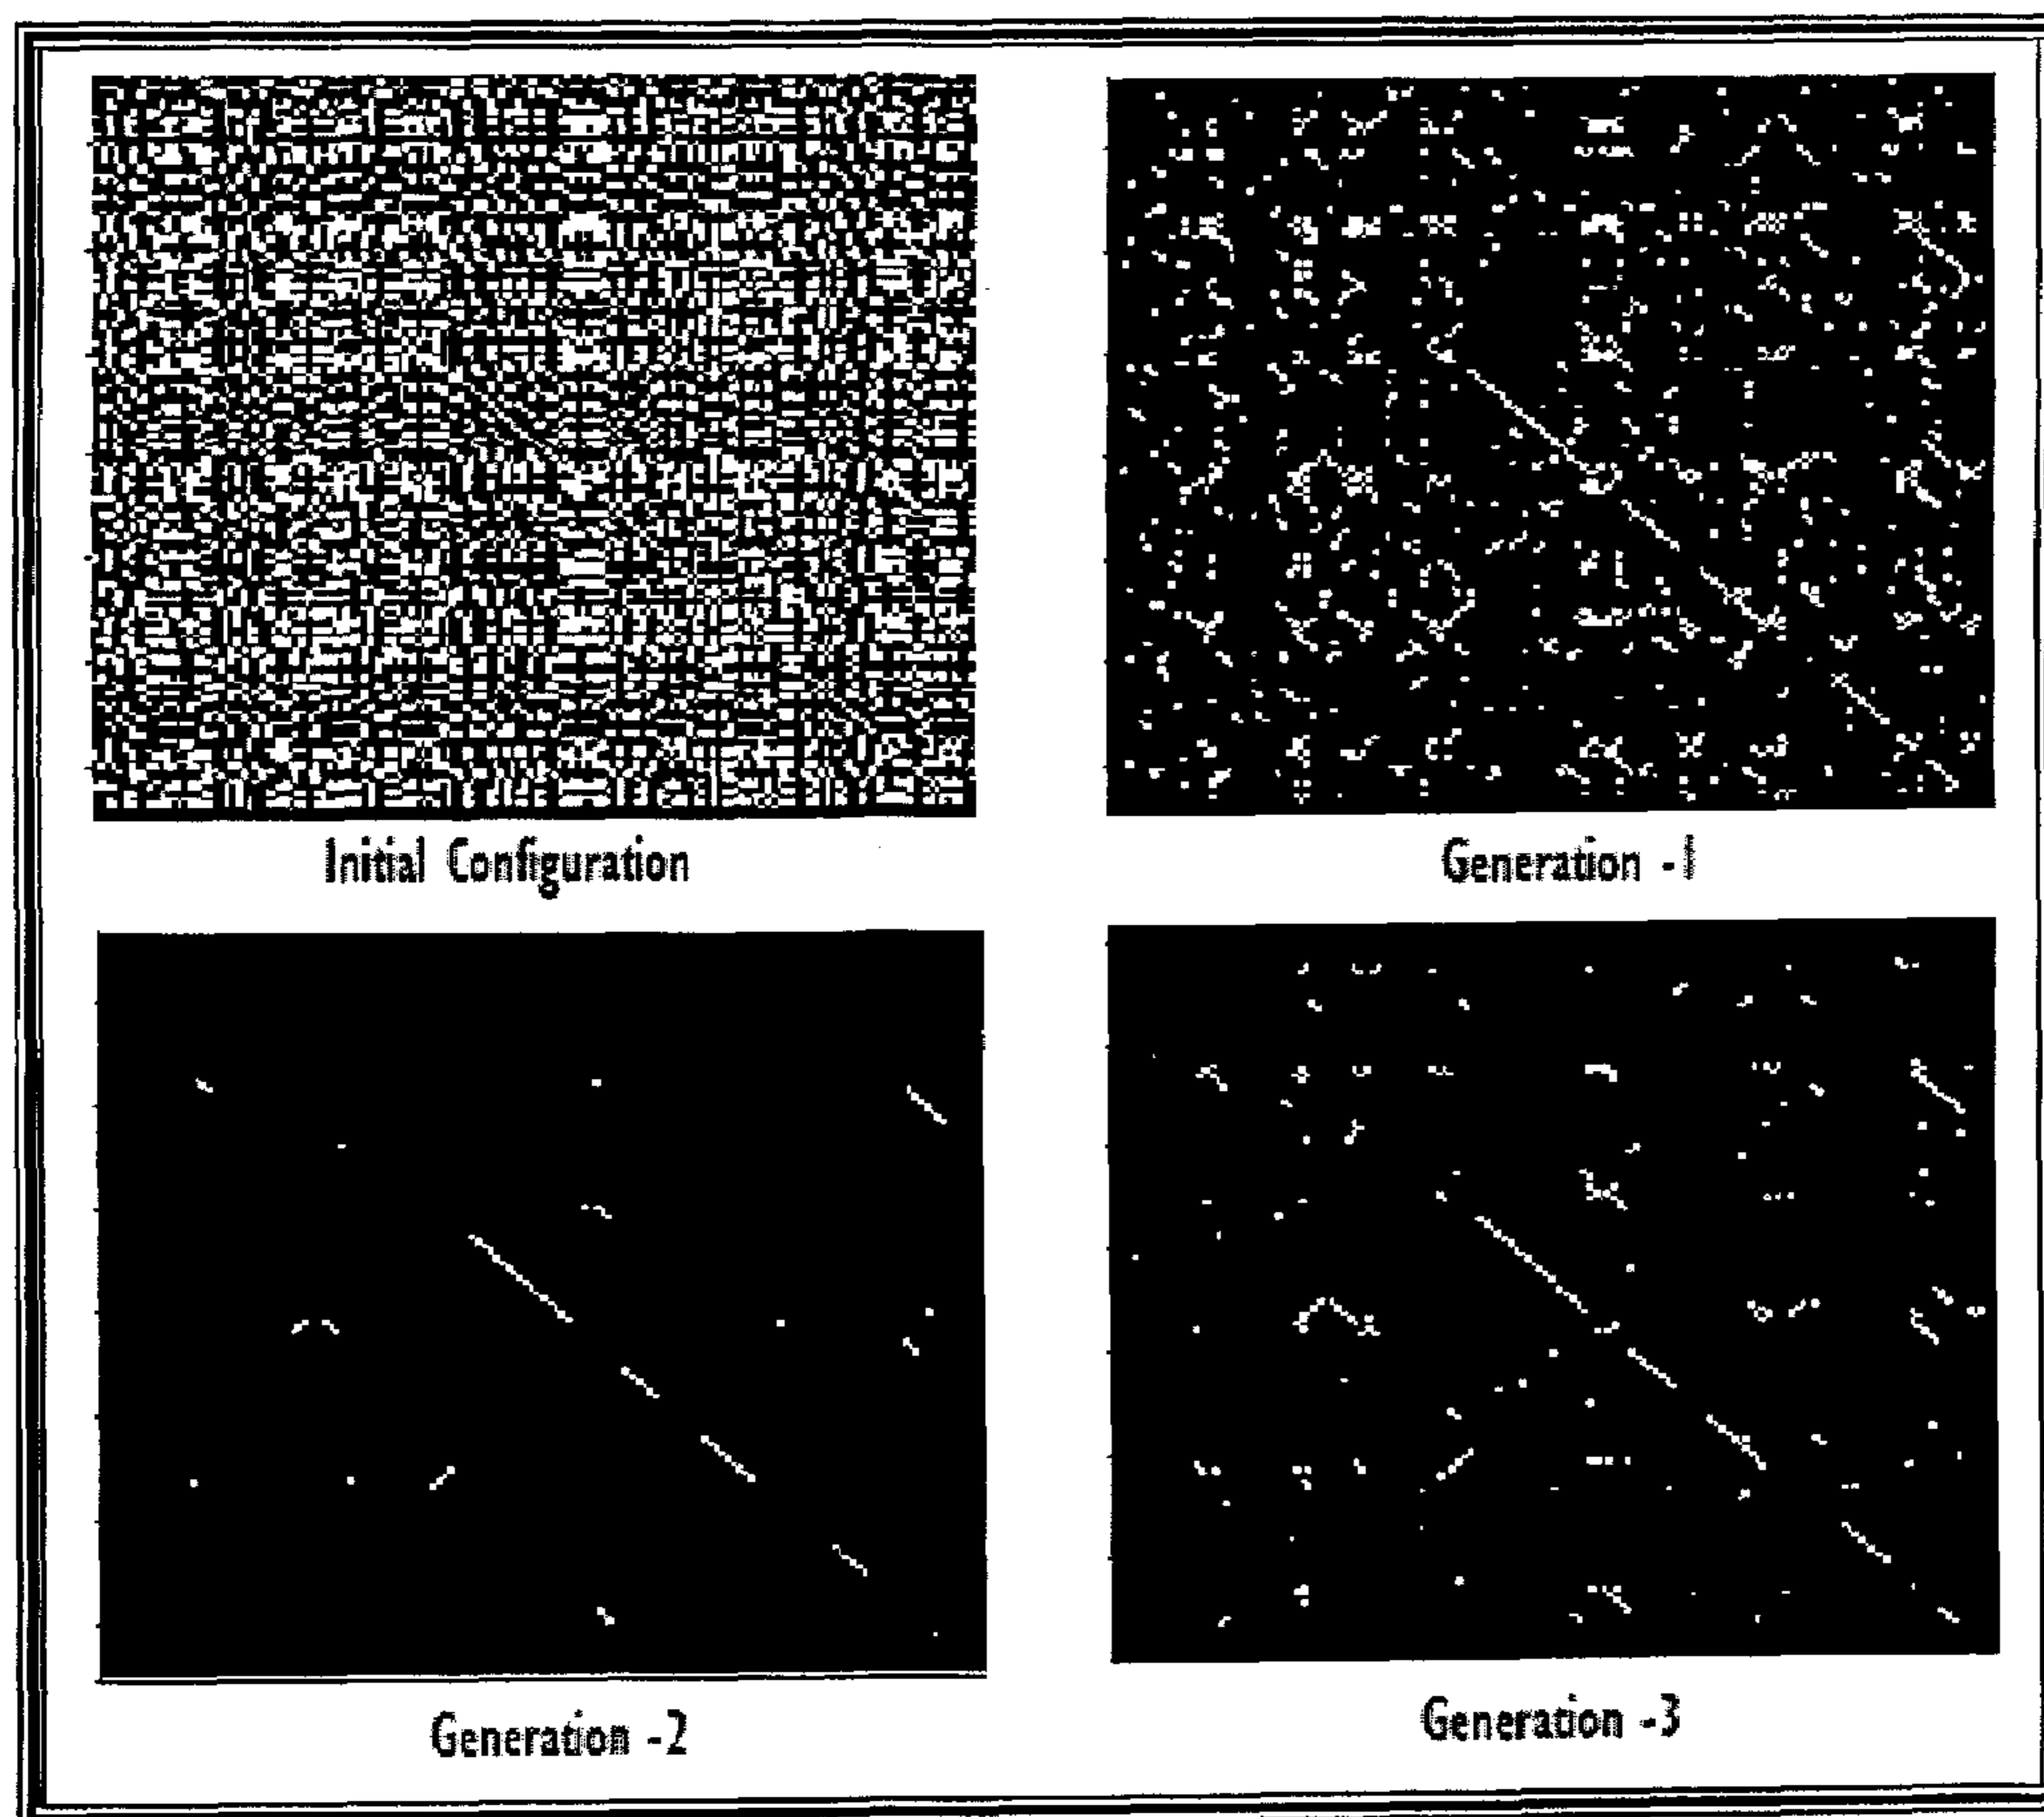 Initial Configuration
Generation -1
Generation -2
Generation -3